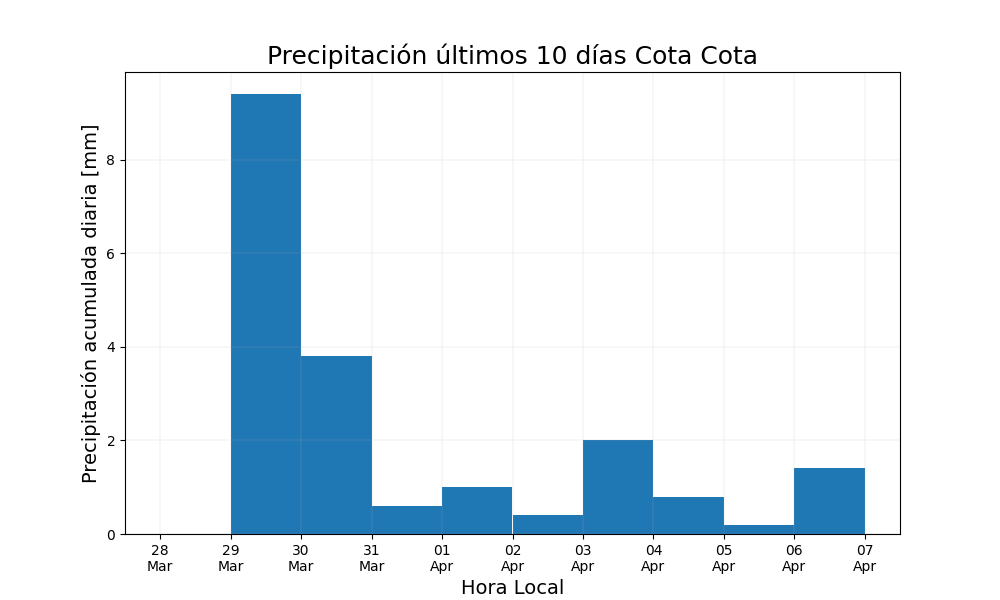 Precipitación últimos 10 días Cota Cota
Precipitación acumulada diaria [mm]
8
6
4
2
0
28 29 30 31 01 02 03 04 05 06 07
Mar Mar Mar Mar Apr Apr Apr Apr Apr Apr Apr
Hora Local